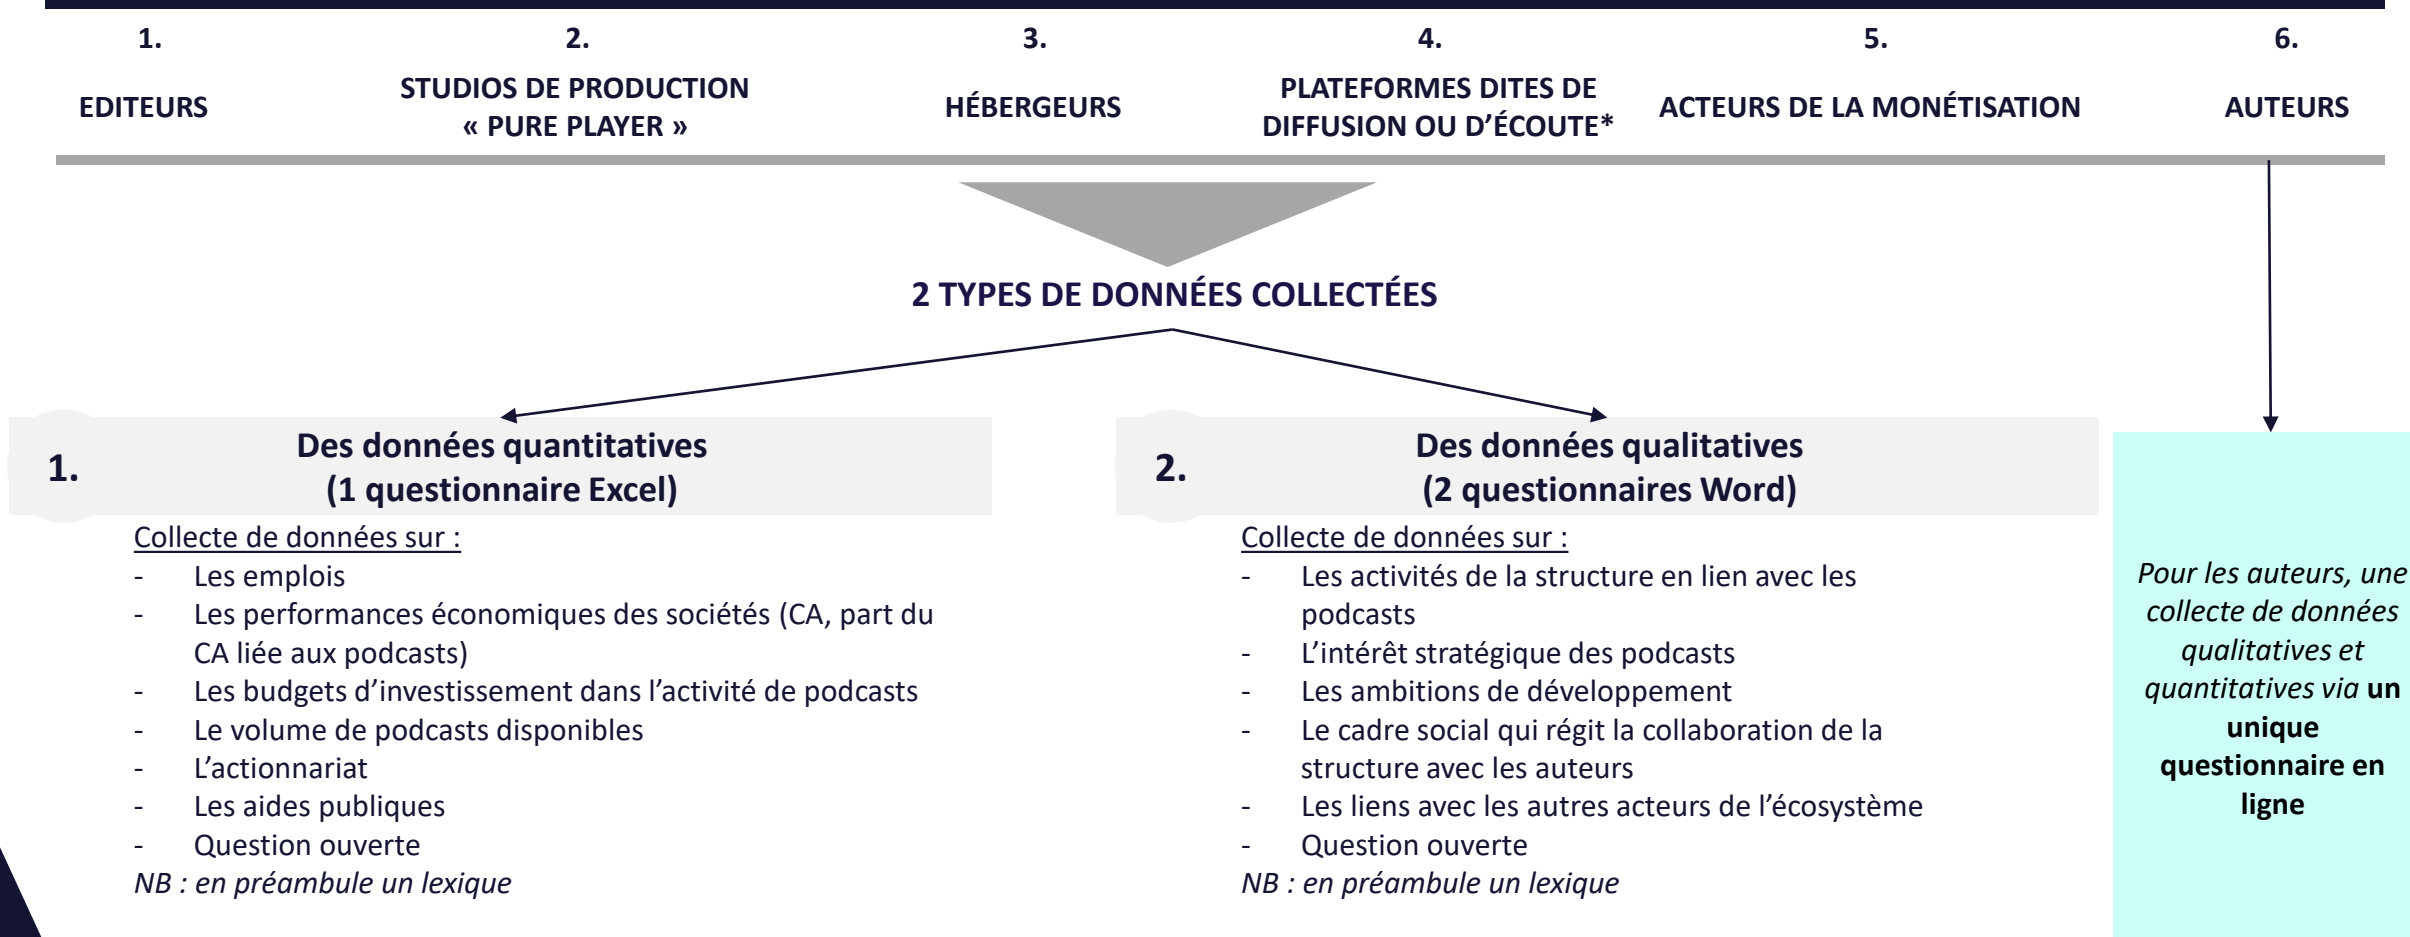 1.
EDITEURS
2.
STUDIOS DE PRODUCTION
« PURE PLAYER »
3.
HÉBERGEURS
4.
PLATEFORMES DITES DE
DIFFUSION OU D’ÉCOUTE*
5.
ACTEURS DE LA MONÉTISATION
6.
AUTEURS
2 TYPES DE DONNÉES COLLECTÉES
1.
Des données quantitatives
(1 questionnaire Excel)
Collecte de données sur :
- Les emplois
- Les performances économiques des sociétés (CA, part du
CA liée aux podcasts)
- Les budgets d’investissement dans l’activité de podcasts
- Le volume de podcasts disponibles
- L’actionnariat
- Les aides publiques
- Question ouverte
NB : en préambule un lexique
2.
Des données qualitatives
(2 questionnaires Word)
Collecte de données sur :
- Les activités de la structure en lien avec les
podcasts
- L’intérêt stratégique des podcasts
- Les ambitions de développement
- Le cadre social qui régit la collaboration de la
structure avec les auteurs
- Les liens avec les autres acteurs de l’écosystème
- Question ouverte
NB : en préambule un lexique
Pour les auteurs, une
collecte de données
qualitatives et
quantitatives via un
unique
questionnaire en
ligne